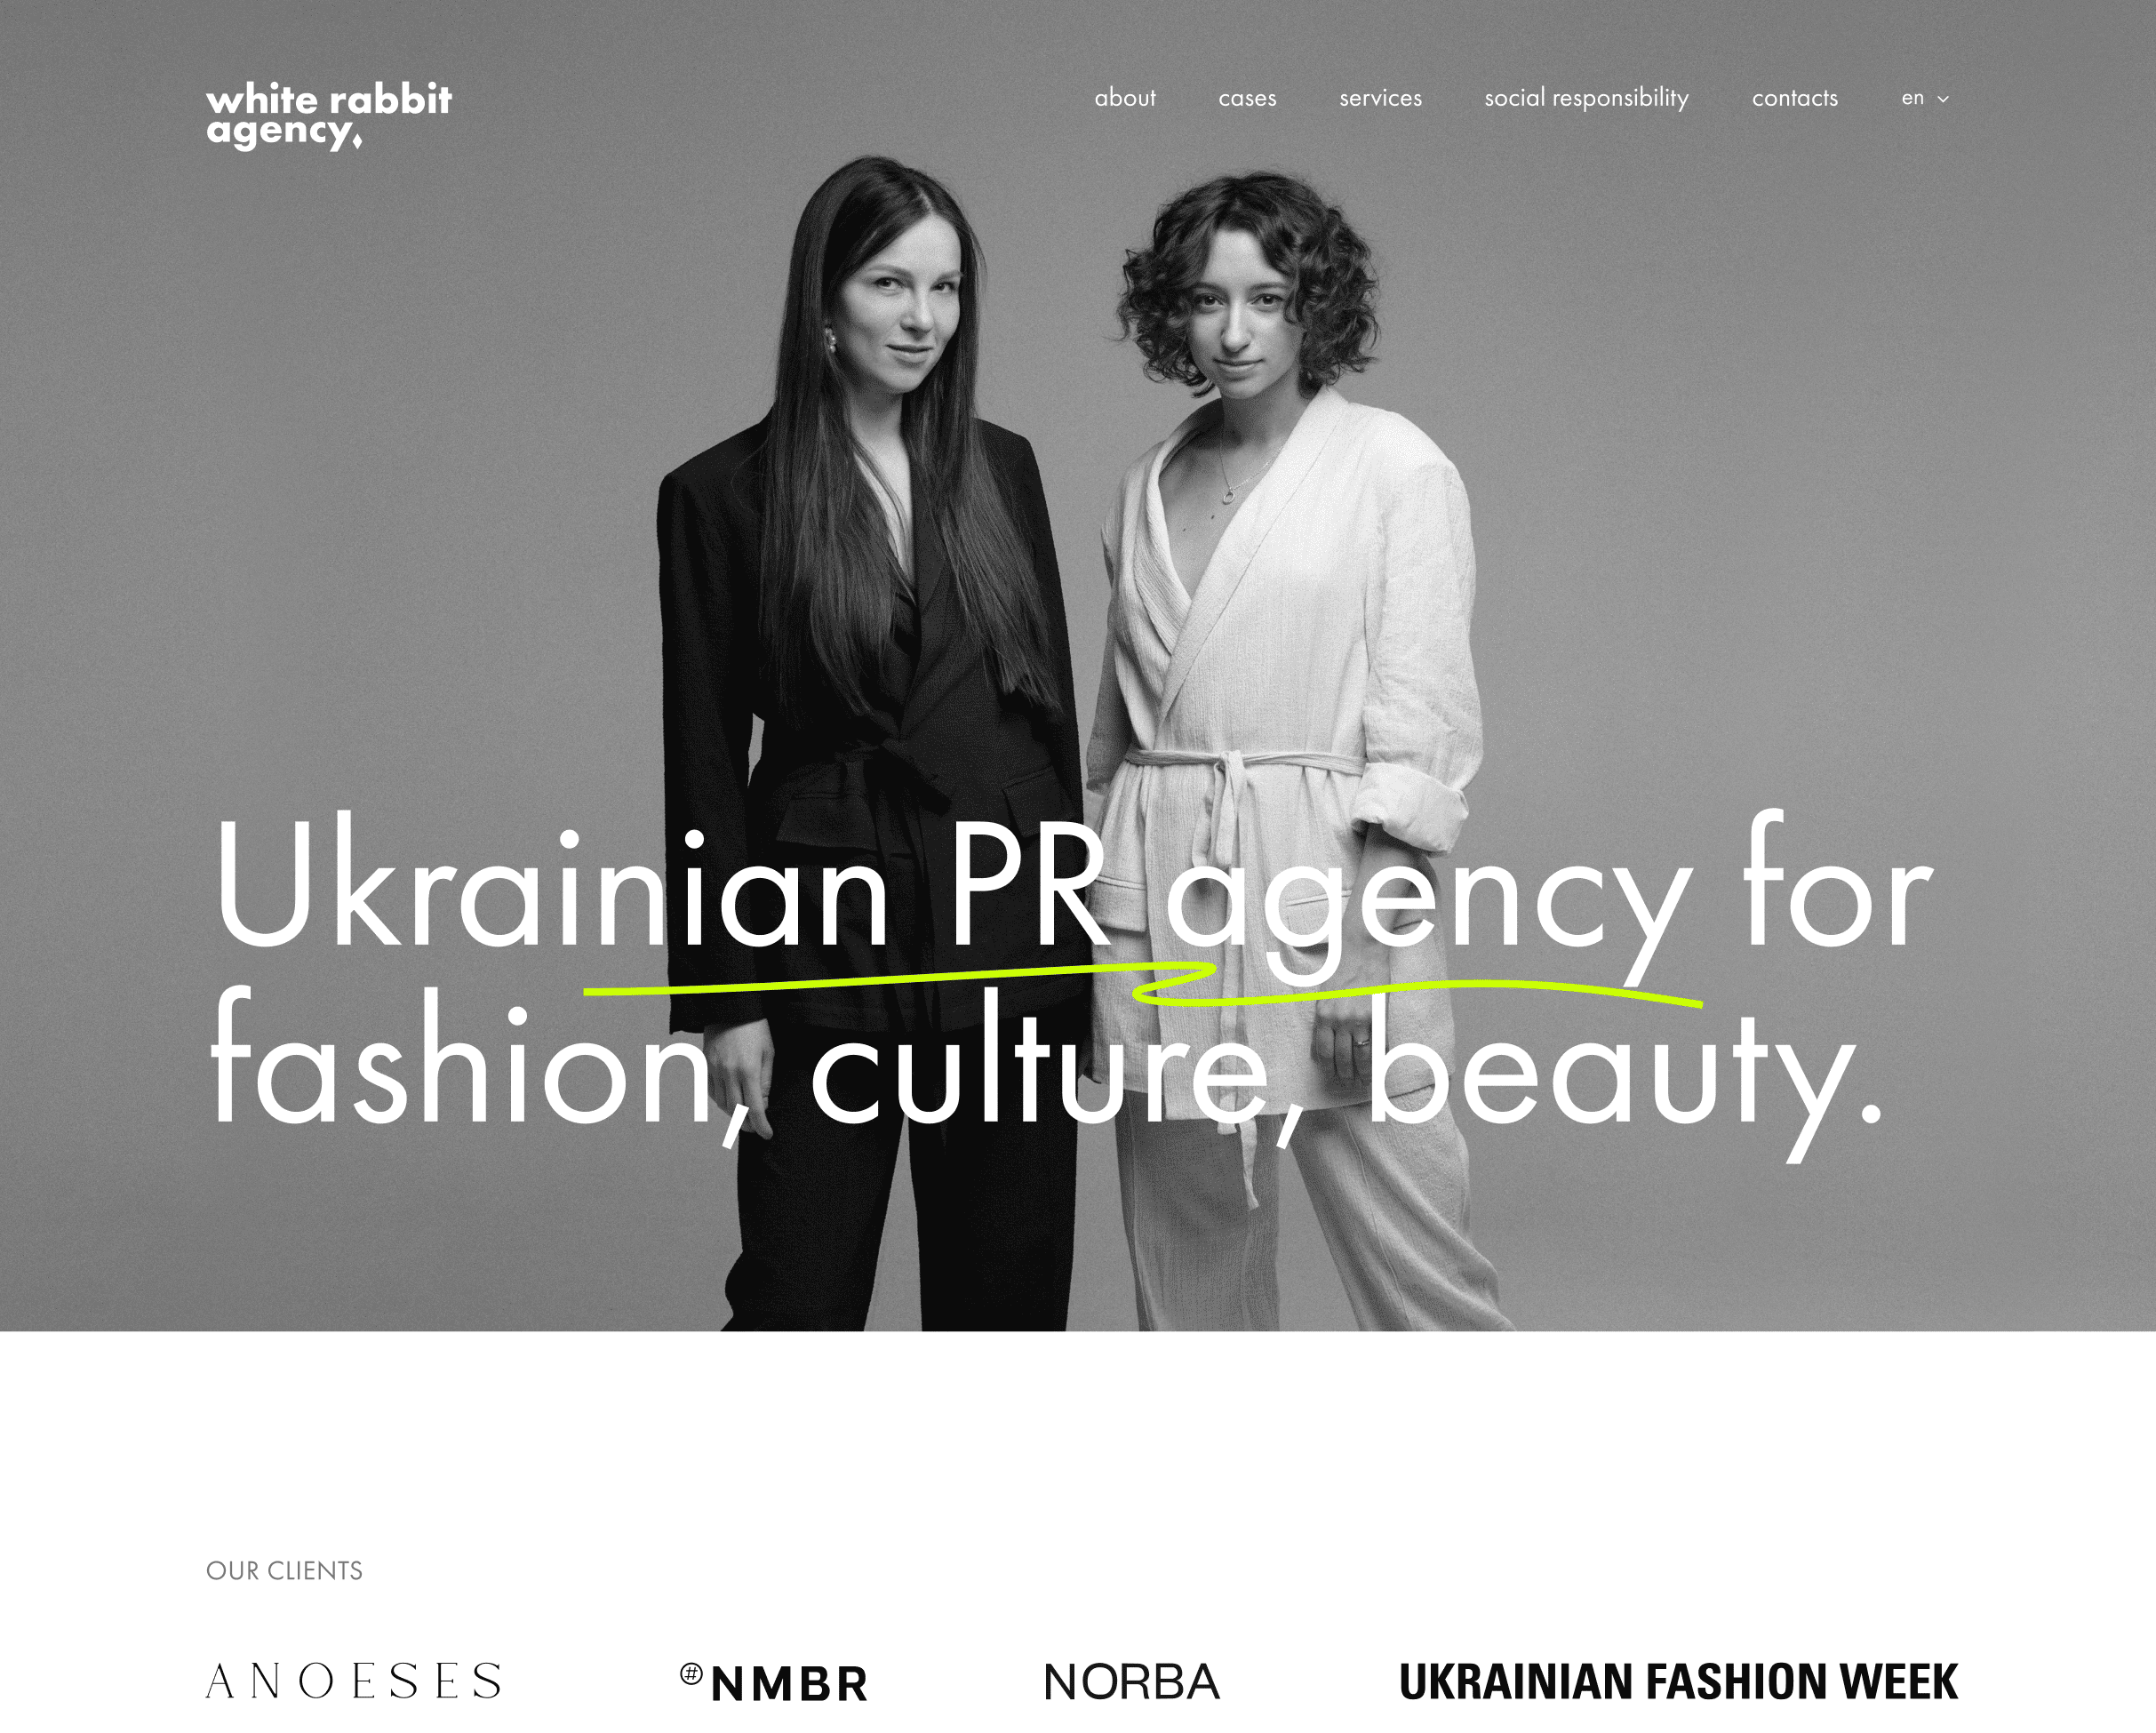 white rabbit
agency
about cases services social responsibility contacts en
Ukrainian PR agency for
fashion, culture, beauty.
OUR CLIENTS
ANOESES #NMBR NORBA UKRAINIAN FASHION WEEK